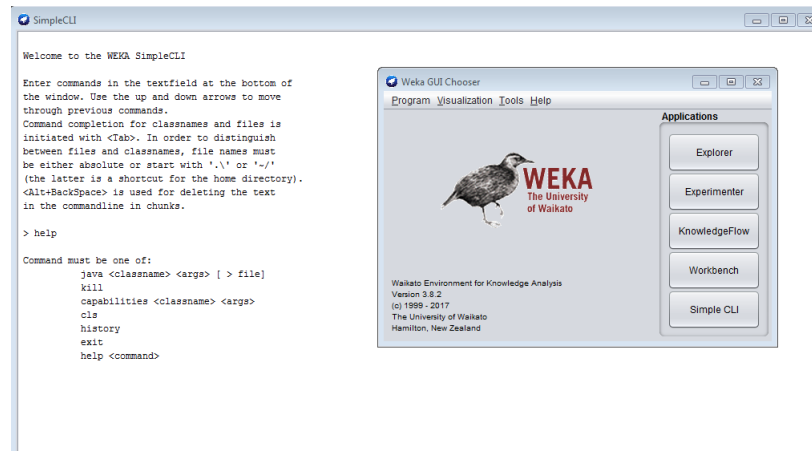 SimpleCLI
Welcome to the WEKA SimpleCLI
Enter commands in the textfield at the bottom of
the window. Use the up and down arrows to move
through previous commands.
Command completion for classnames and files is
initiated with <Tab>. In order to distinguish
between files and classnames, file names must
be either absolute or start with '.\' or '~/'
(the latter is a shortcut for the home directory).
<Alt+BackSpace> is used for deleting the text
in the commandline in chunks.
> help
Command must be one of:
java <classname> <args> [ > file]
kill
capabilities <classname> <args>
cls
history
exit
help <command>
Weka GUI Chooser
Program Visualization Tools Help
WEKA
The University
of Waikato
Waikato Environment for Knowledge Analysis
Version 3.8.2
(c) 1999 - 2017
The University of Waikato
Hamilton, New Zealand
Applications
Explorer
Experimenter
KnowledgeFlow
Workbench
Simple CLI